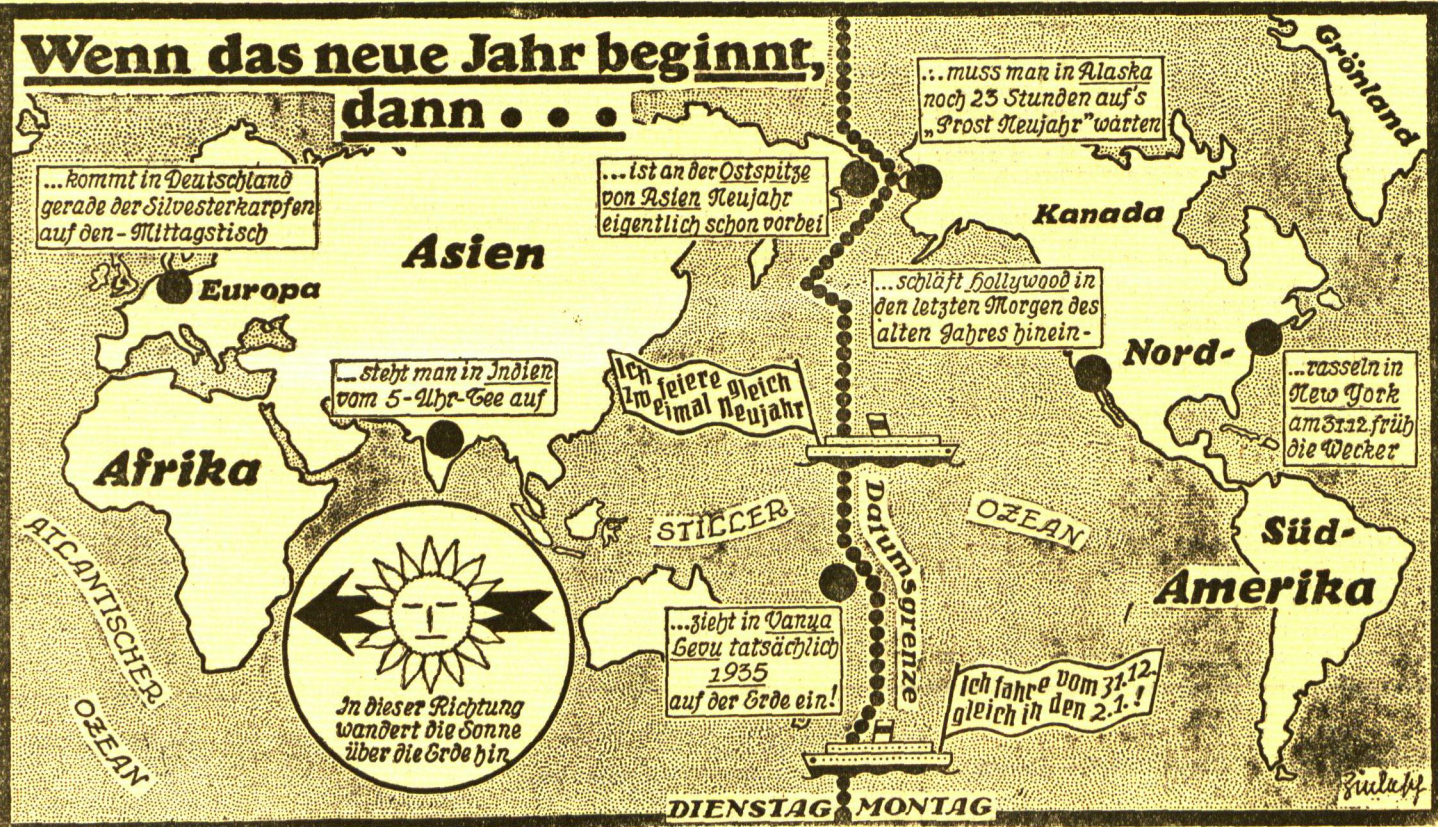 Wenn das neue Jahr beginnt,
dann . . .
...kommt in Deutschland
gerade der Silvesterkarpfen
auf den - Mittagstisch
...ist an der Ostspitze
von Asien Neujahr
eigentlich schon vorbei
...muss man in Alaska
noch 23 Stunden auf's
„Prost Neujahr" warten
Grönland
Kanada
Asien
Europa
...schläft Hollywood in
den letzten Morgen des
alten Jahres hinein-
Nord-
...steht man in Indien
vom 5-Uhr-Tee auf
Ich feiere gleich
zweimal Neujahr
...rasseln in
New York
am 31.12 früh
die Wecker
Afrika
STILLER
OZEAN
Datumsgrenze
Süd-
Amerika
ATLANTISCHER
OZEAN
In dieser Richtung
wandert die Sonne
über die Erde hin
...zieht in Vanya
Levu tatsächlich
1935
auf der Erde ein!
Ich fahre vom 31.12.
gleich in den 2.1.!
DIENSTAG MONTAG